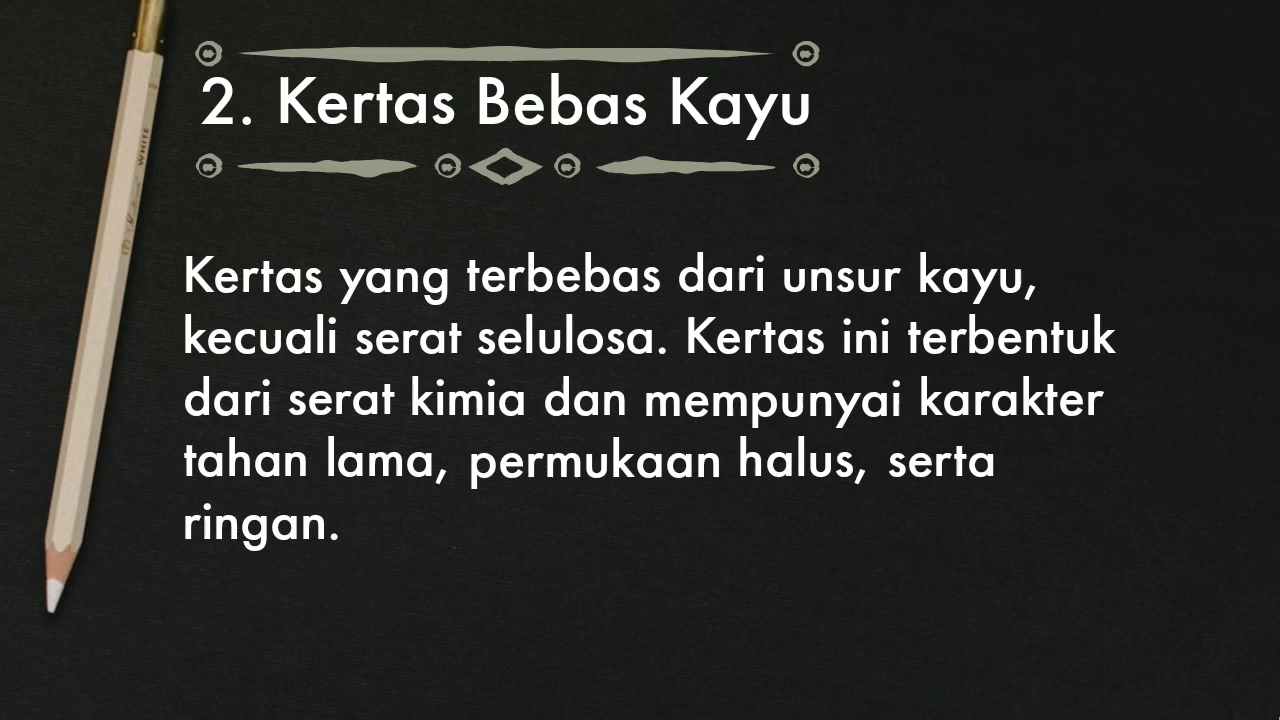 2. Kertas Bebas Kayu
Kertas yang terbebas dari unsur kayu,
kecuali serat selulosa. Kertas ini terbentuk
dari serat kimia dan mempunyai karakter
tahan lama, permukaan halus, serta
ringan.
WHITE